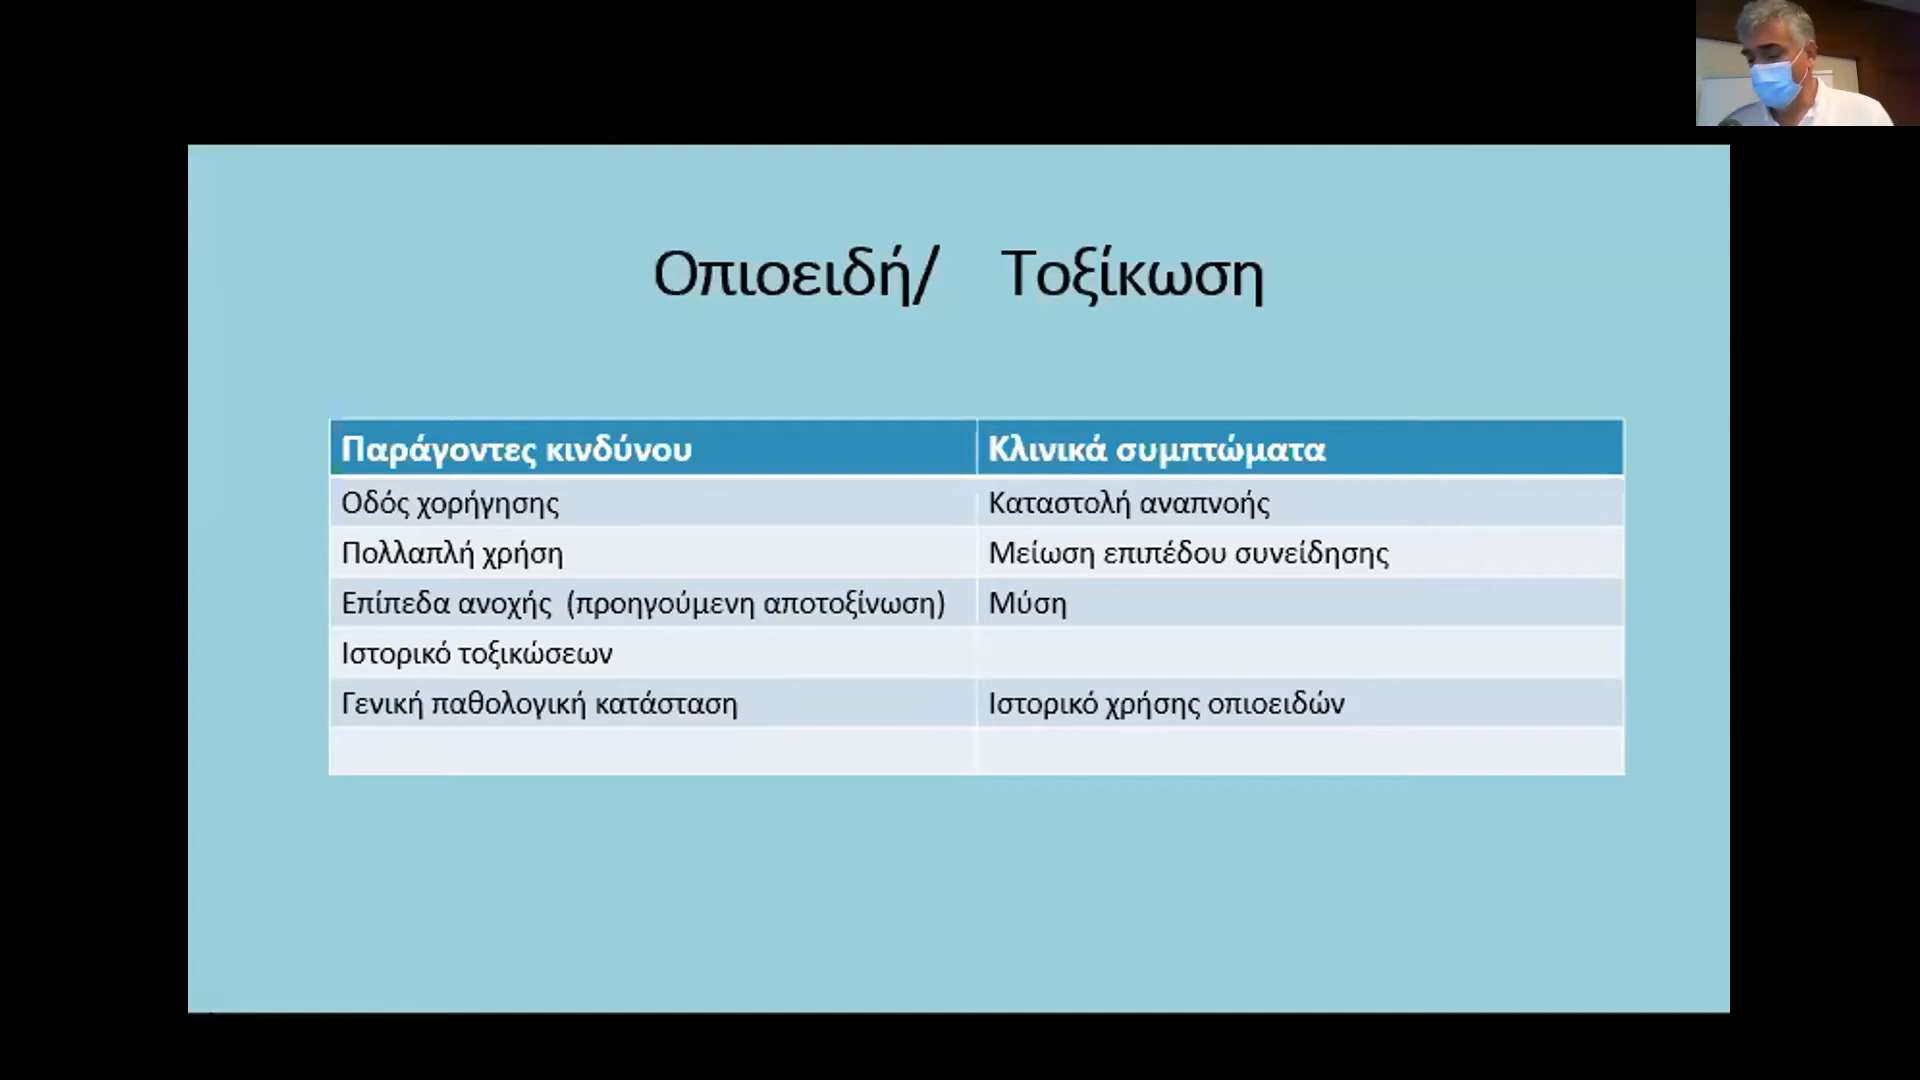 Οπιοειδή/ Τοξίκωση
Παράγοντες κινδύνου Κλινικά συμπτώματα
Οδός χορήγησης Καταστολή αναπνοής
Πολλαπλή χρήση Μείωση επιπέδου συνείδησης
Επίπεδα ανοχής (προηγούμενη αποτοξίνωση) Μύση
Ιστορικό τοξικώσεων
Γενική παθολογική κατάσταση Ιστορικό χρήσης οπιοειδών